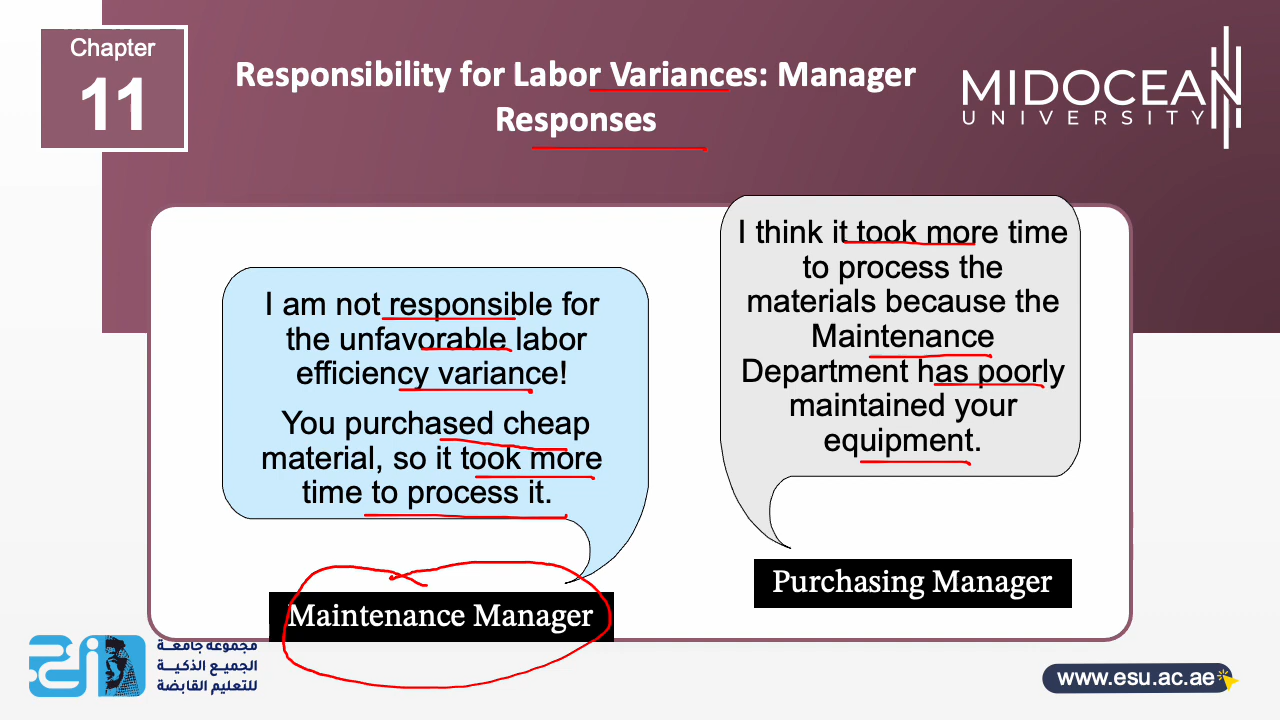 Chapter
11
Responsibility for Labor Variances: Manager
Responses
MIDOCEAN
UNIVERSITY
I am not responsible for
the unfavorable labor
efficiency variance!
You purchased cheap
material, so it took more
time to process it.
Maintenance Manager
I think it took more time
to process the
materials because the
Maintenance
Department has poorly
maintained your
equipment.
Purchasing Manager
مجموعة جامعة
الجميع الذكية
للتعليم القابضة
www.esu.ac.ae